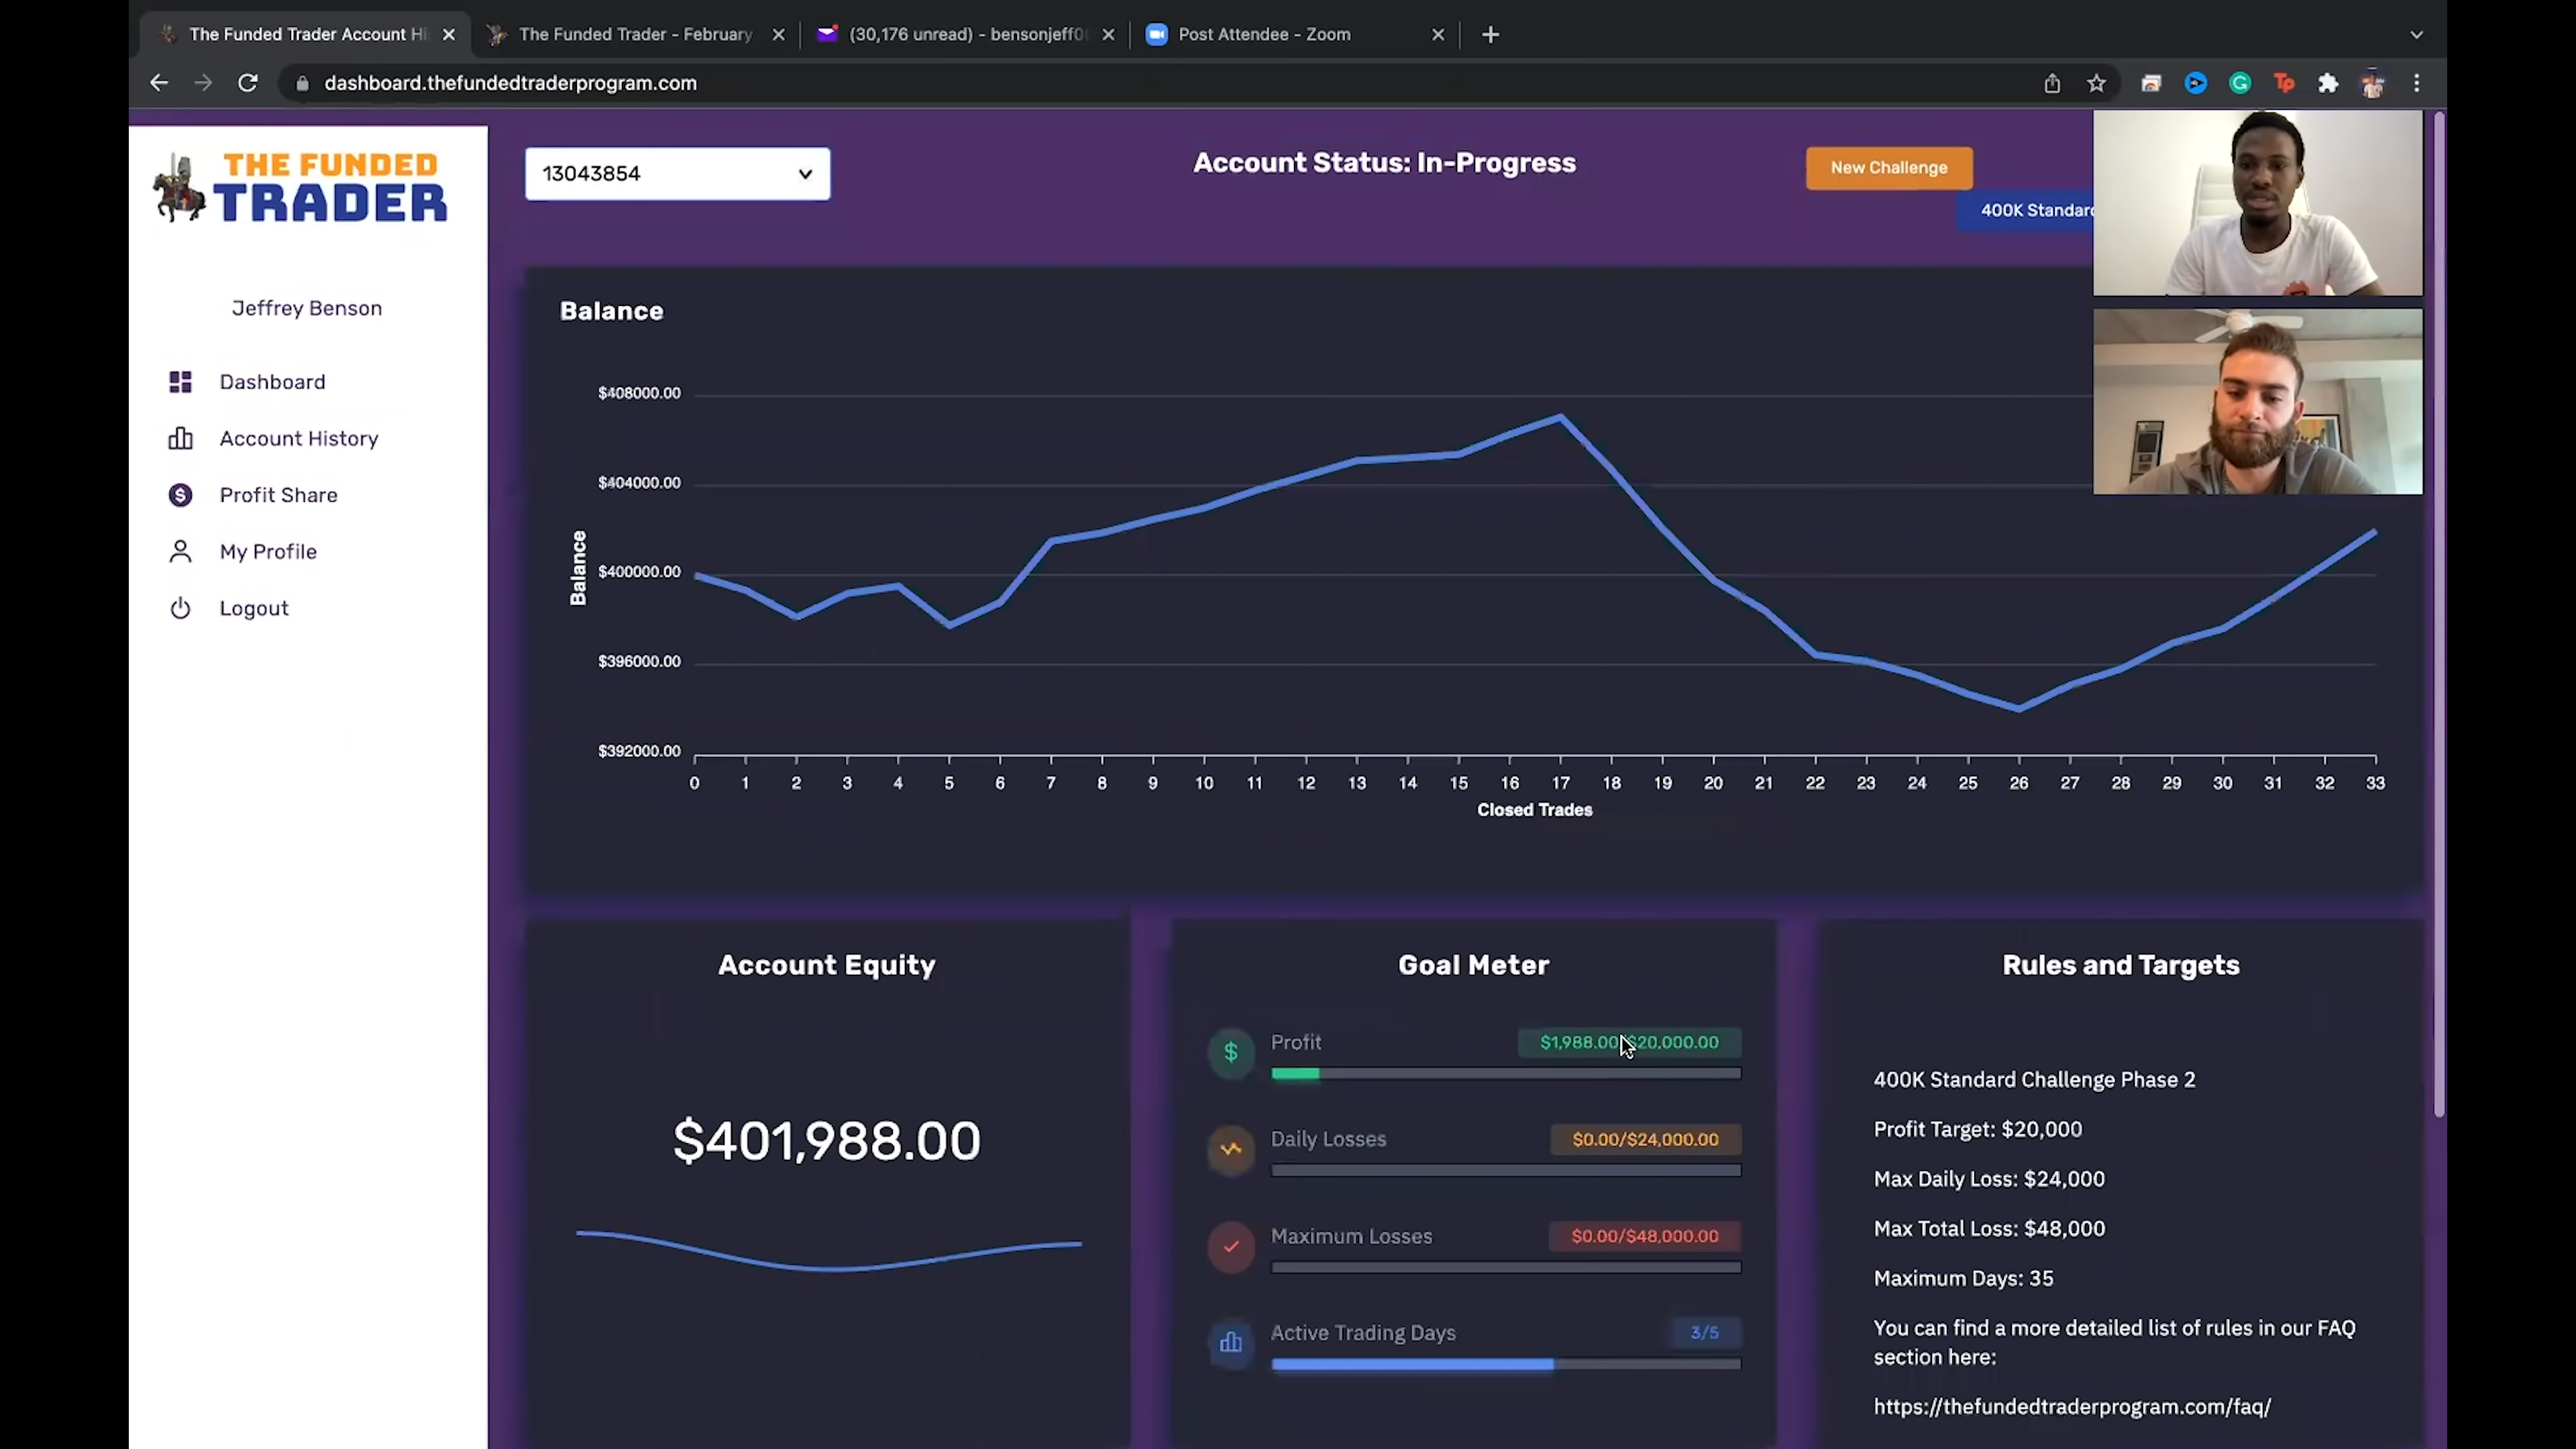 The Funded Trader Account Hi
The Funded Trader - February
(30,176 unread) - bensonjeff0
Post Attendee - Zoom
dashboard.thefundedtraderprogram.com
THE FUNDED
TRADER
Jeffrey Benson
Dashboard
Account History
Profit Share
My Profile
Logout
13043854
Account Status: In-Progress
New Challenge
400K Standard
Balance
$408000.00
$404000.00
$400000.00
$396000.00
$392000.00
Balance
0 1 2 3 4 5 6 7 8 9 10 11 12 13 14 15 16 17 18 19 20 21 22 23 24 25 26 27 28 29 30 31 32 33
Closed Trades
Account Equity
$401,988.00
Goal Meter
Profit
$1,988.00/$20,000.00
Daily Losses
$0.00/$24,000.00
Maximum Losses
$0.00/$48,000.00
Active Trading Days
3/5
Rules and Targets
400K Standard Challenge Phase 2
Profit Target: $20,000
Max Daily Loss: $24,000
Max Total Loss: $48,000
Maximum Days: 35
You can find a more detailed list of rules in our FAQ
section here:
https://thefundedtraderprogram.com/faq/